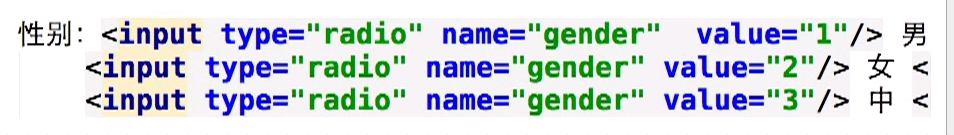 性别: <input type="radio" name="gender"  value="1"/> 男
<input type="radio" name="gender" value="2"/> 女 <
<input type="radio" name="gender" value="3"/> 中 <